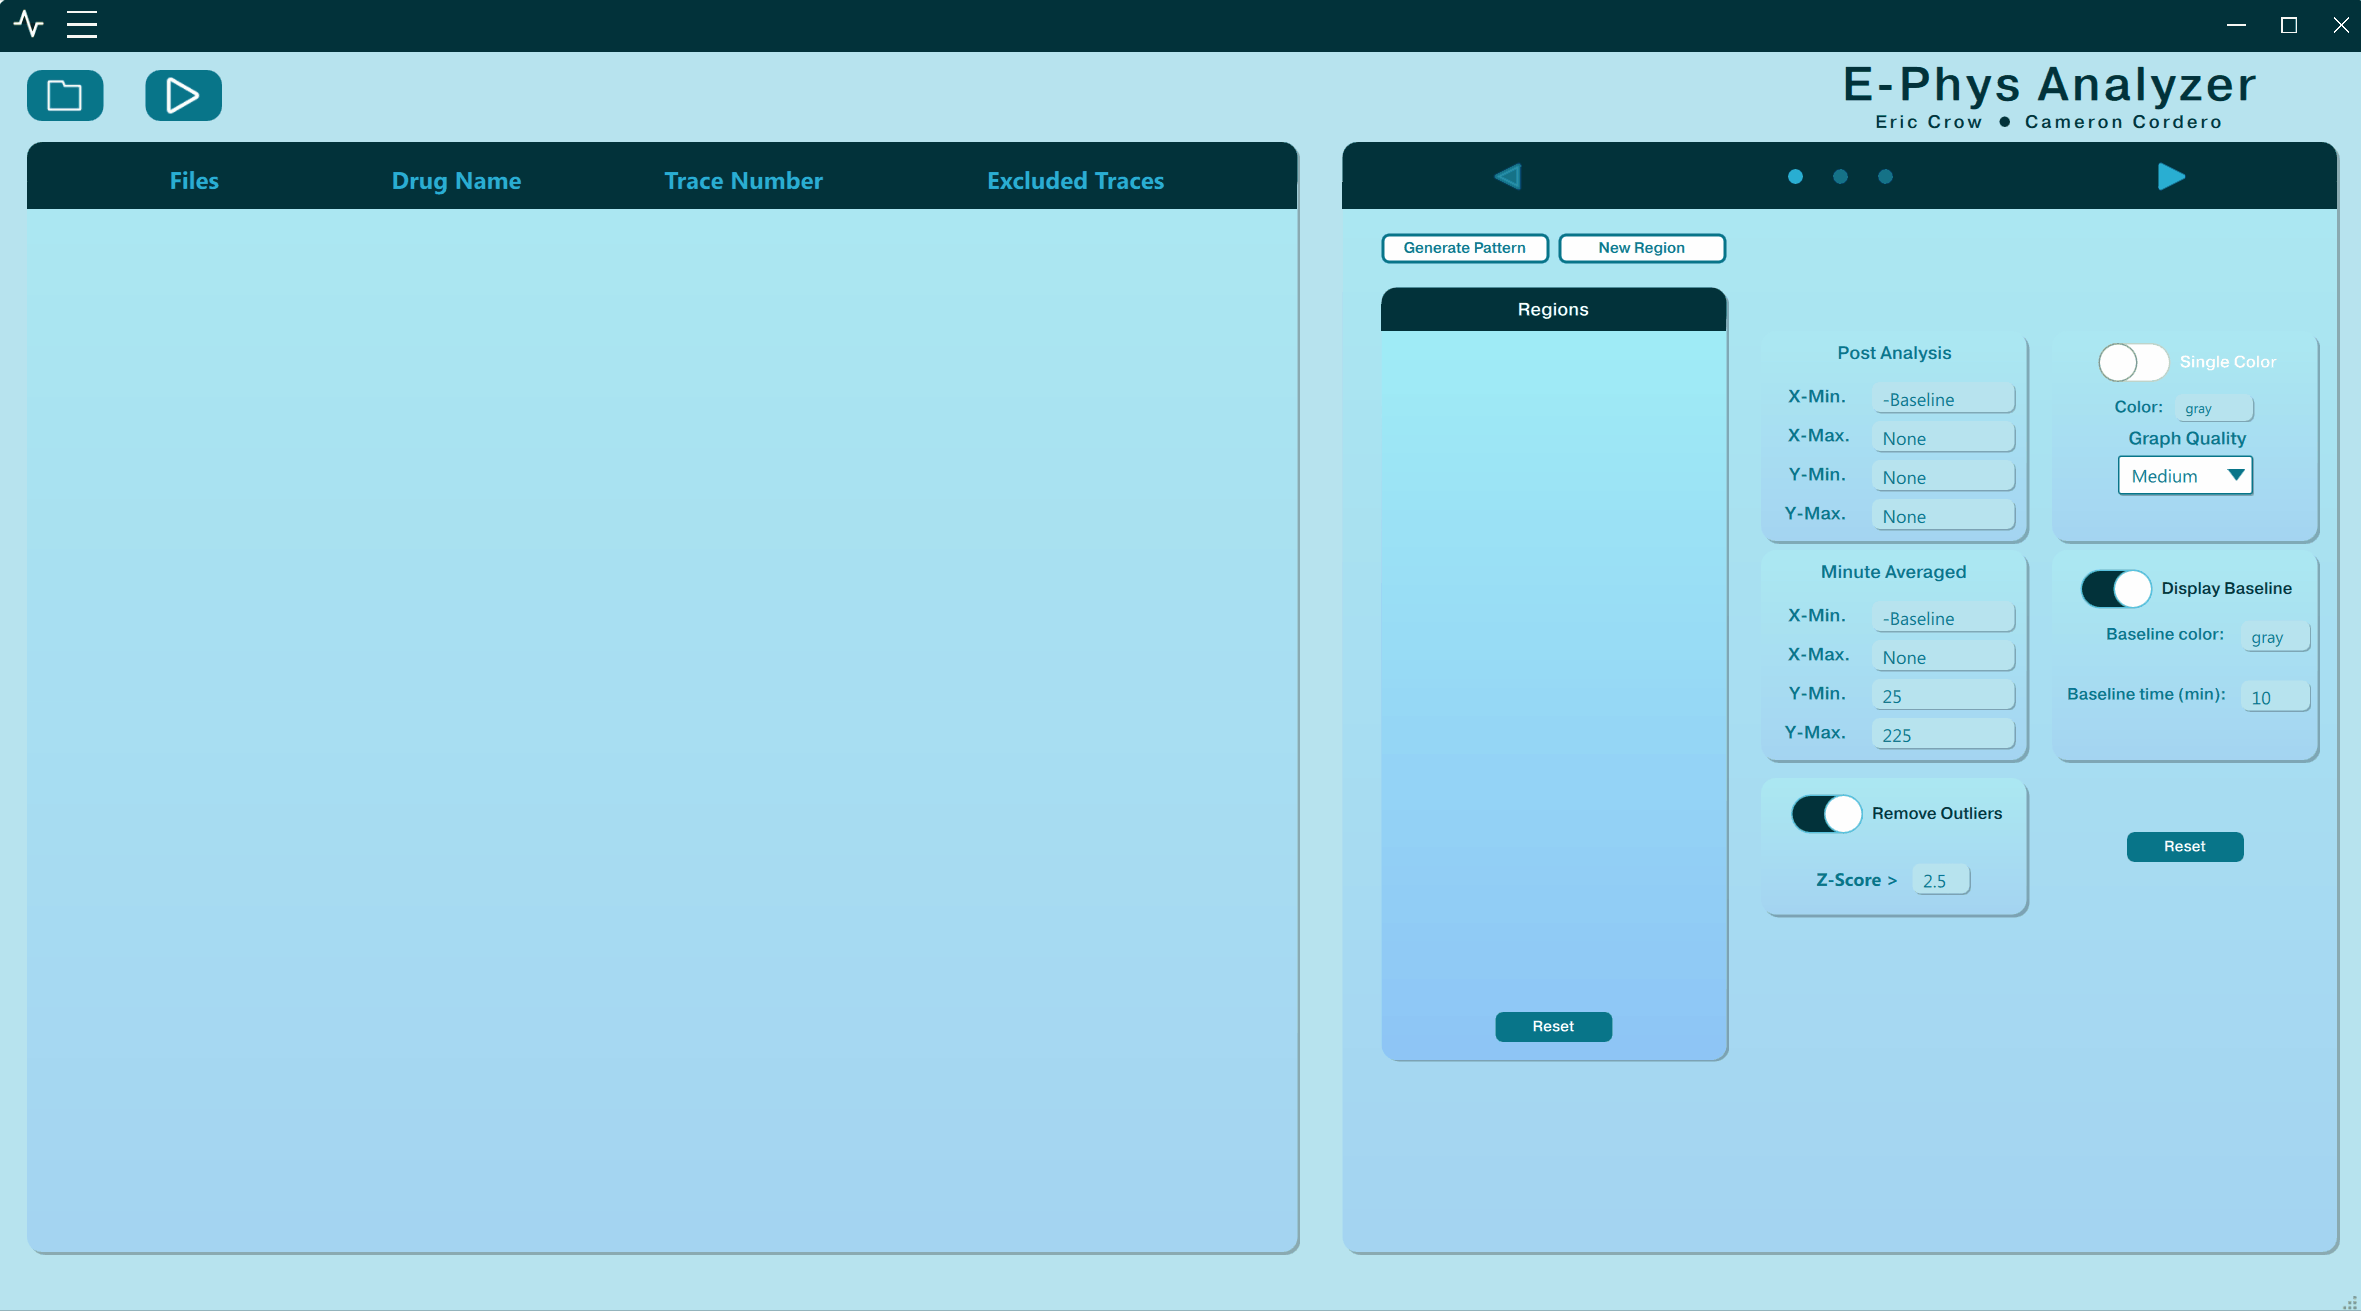 E-Phys Analyzer
Eric Crow ● Cameron Cordero
Files Drug Name Trace Number Excluded Traces
Generate Pattern New Region
Regions
Reset
Post Analysis
X-Min. -Baseline
X-Max. None
Y-Min. None
Y-Max. None
Single Color
Color: gray
Graph Quality
Medium
Minute Averaged
X-Min. -Baseline
X-Max. None
Y-Min. 25
Y-Max. 225
Display Baseline
Baseline color: gray
Baseline time (min): 10
Remove Outliers
Z-Score > 2.5
Reset